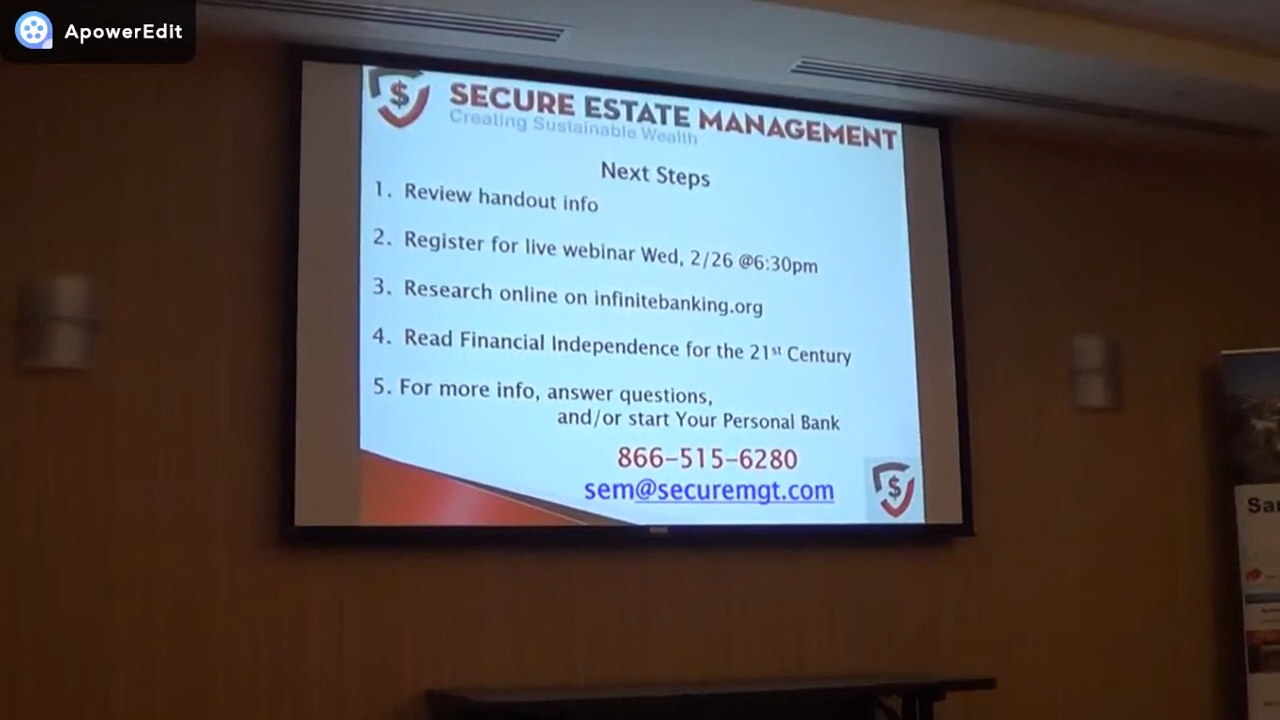 ApowerEdit
$ SECURE ESTATE MANAGEMENT
Creating Sustainable Wealth
Next Steps
1. Review handout info
2. Register for live webinar Wed, 2/26 @6:30pm
3. Research online on infinitebanking.org
4. Read Financial Independence for the 21st Century
5. For more info, answer questions,
and/or start Your Personal Bank
866-515-6280
sem@securemgt.com
$